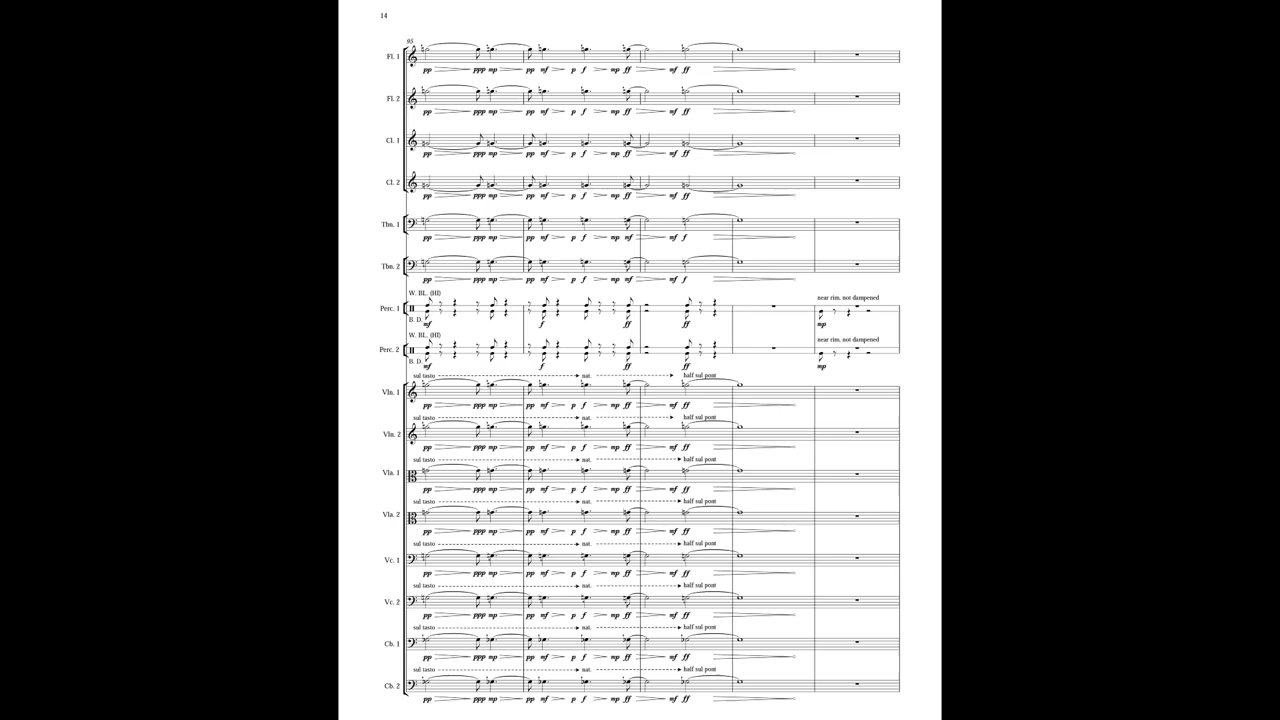 14
95
Fl. 1
pp ppp mp pp mf p f mp ff mf ff
Fl. 2
pp ppp mp pp mf p f mp ff mf ff
Cl. 1
pp ppp mp pp mf p f mp ff mf ff
Cl. 2
pp ppp mp pp mf p f mp ff mf ff
Tbn. 1
pp ppp mp pp mf p f mp mf mf f
Tbn. 2
pp ppp mp pp mf p f mp mf mf f
W. BL. (HI)
near rim. not dampened
Perc. 1
B. D.
mf f ff ff mp
W. BL. (HI)
near rim. not dampened
Perc. 2
B. D.
mf f ff ff mp
sul tasto nat. half sul pont
Vln. 1
pp ppp mp pp mf p f mp ff mf ff
sul tasto nat. half sul pont
Vln. 2
pp ppp mp pp mf p f mp ff mf ff
sul tasto nat. half sul pont
Vla. 1
pp ppp mp pp mf p f mp ff mf ff
sul tasto nat. half sul pont
Vla. 2
pp ppp mp pp mf p f mp ff mf ff
sul tasto nat. half sul pont
Vc. 1
pp ppp mp pp mf p f mp ff mf ff
sul tasto nat. half sul pont
Vc. 2
pp ppp mp pp mf p f mp ff mf ff
sul tasto nat. half sul pont
Cb. 1
pp ppp mp pp mf p f mp ff mf ff
sul tasto nat. half sul pont
Cb. 2
pp ppp mp pp mf p f mp ff mf ff